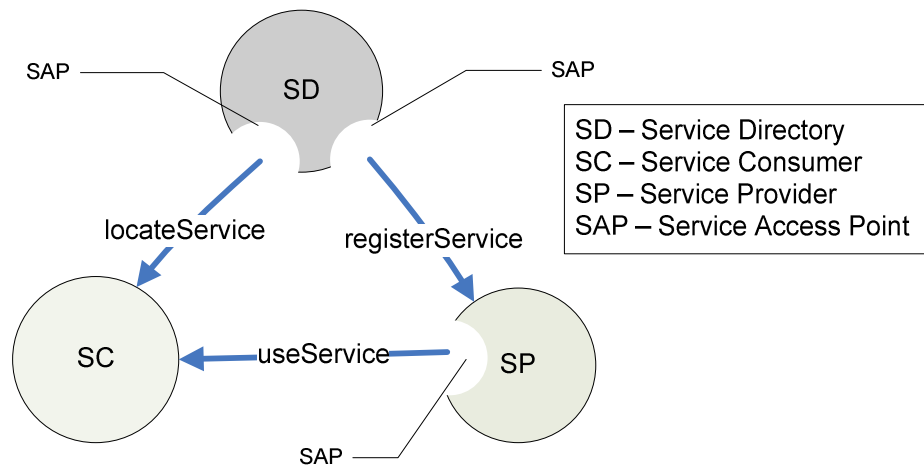 SAP
SD
SAP
SD – Service Directory
SC – Service Consumer
SP – Service Provider
SAP – Service Access Point
locateService
registerService
SC
useService
SP
SAP